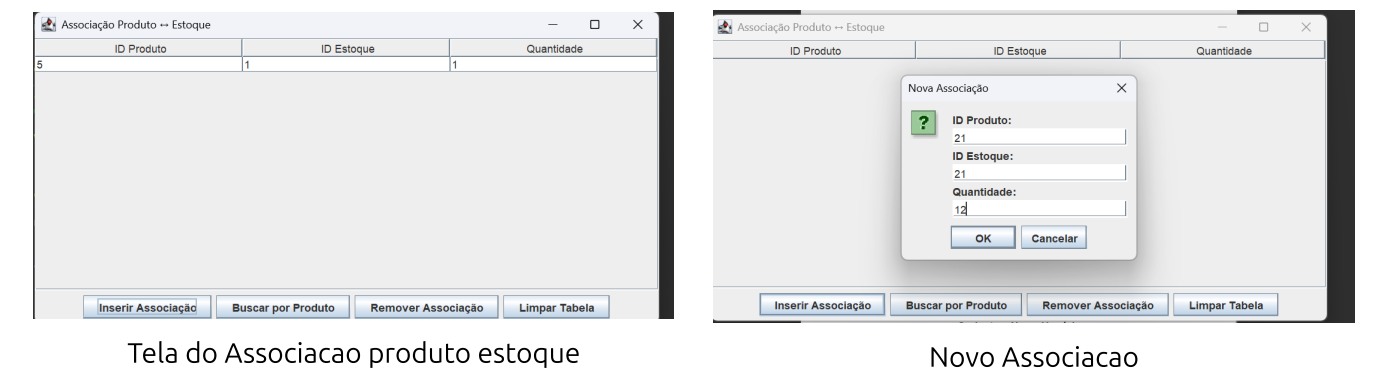 Associação Produto ↔ Estoque
ID Produto ID Estoque Quantidade
5 1 1
Inserir Associação Buscar por Produto Remover Associação Limpar Tabela
Tela do Associacao produto estoque
Associação Produto ↔ Estoque
ID Produto ID Estoque Quantidade
Nova Associação
?
ID Produto:
21
ID Estoque:
21
Quantidade:
12
OK Cancelar
Inserir Associação Buscar por Produto Remover Associação Limpar Tabela
Novo Associacao